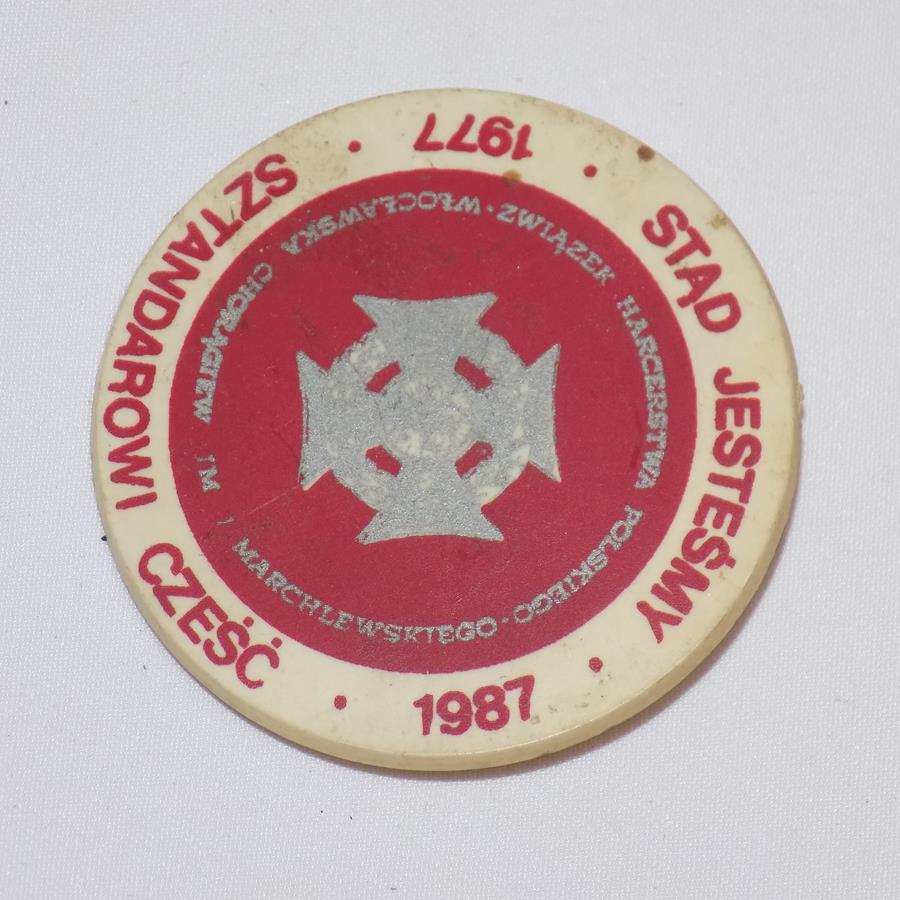 1977
STĄD JESTEŚMY
1987
SZTANDAROWI CZEŚĆ
ZWIĄZEK HARCERSTWA POLSKIEGO
WŁOCŁAWSKA CHORĄGIEW IM MARCHLEWSKIEGO